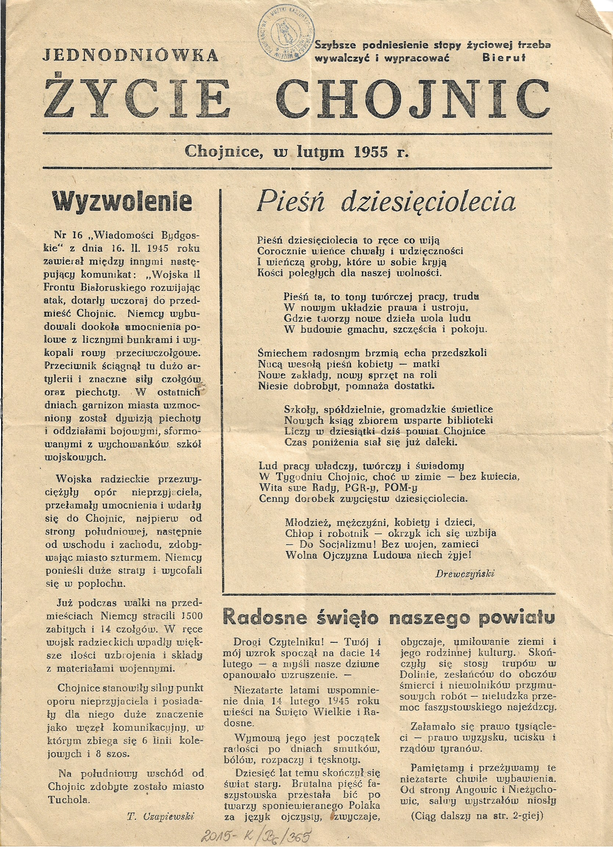 JEDNODNIÓWKA
Szybsze podniesienie stopy życiowej trzeba
wywalczyć i wypracować Bierut
ŻYCIE CHOJNIC
Chojnice, w lutym 1955 r.
Wyzwolenie
Nr 16 „Wiadomości Bydgos-
kie" z dnia 16. II. 1945 roku
zawierał między innymi nastę-
pujący komunikat: „Wojska II
Frontu Białoruskiego rozwijając
atak, dotarły wczoraj do przed-
mieść Chojnic. Niemcy wybu-
dowali dookoła umocnienia po-
lowe z licznymi bunkrami i wy-
kopali rowy przeciwczołgowe.
Przeciwnik ściągnął tu dużo ar-
tylerii i znaczne siły czołgów
oraz piechoty. W ostatnich
dniach garnizon miasta wzmoc-
niony został dywizją piechoty
i oddziałami bojowymi, sformo-
wanymi z wychowanków szkół
wojskowych.
Wojska radzieckie przezwy-
ciężyły opór nieprzyjaciela,
przełamały umocnienia i wdarły
się do Chojnic, najpierw od
strony południowej, następnie
od wschodu i zachodu, zdoby-
wając miasto szturmem. Niemcy
ponieśli duże straty i wycofali
się w popłochu.
Już podczas walki na przed-
mieściach Niemcy stracili 1500
zabitych i 14 czołgów. W ręce
wojsk radzieckich wpadły więk-
sze ilości uzbrojenia i składy
z materiałami wojennymi.
Chojnice stanowiły silny punkt
oporu nieprzyjaciela i posiada-
ły dla niego duże znaczenie
jako węzeł komunikacyjny, w
którym zbiega się 6 linii kole-
jowych i 8 szos.
Na południowy wschód od
Chojnic zdobyte zostało miasto
Tuchola.
T. Czapiewski
Pieśń dziesięciolecia
Pieśń dziesięciolecia to ręce co wiją
Corocznie wieńce chwały i wdzięczności
I wieńczą groby, które w sobie kryją
Kości poległych dla naszej wolności.
Pieśń ta, to tony twórczej pracy, trudu
W nowym układzie prawa i ustroju,
Gdzie tworzy nowe dzieła wola ludu
W budowie gmachu, szczęścia i pokoju.
Śmiechem radosnym brzmią echa przedszkoli
Nucą wesołą pieśń kobiety — matki
Nowe zakłady, nowy sprzęt na roli
Niesie dobrobyt, pomnaża dostatki.
Szkoły, spółdzielnie, gromadzkie świetlice
Nowych ksiąg zbiorem wsparte biblioteki
Liczy w dziesiątki dziś powiat Chojnice
Czas poniżenia stał się już daleki.
Lud pracy władczy, twórczy i świadomy
W Tygodniu Chojnic, choć w zimie — bez kwiecia,
Wita swe Rady, PGR-y, POM-y
Cenny dorobek zwycięstw dziesięciolecia.
Młodzież, mężczyźni, kobiety i dzieci,
Chłop i robotnik — okrzyk ich się wzbija
— Do Socjalizmu! Bez wojen, zamieci
Wolna Ojczyzna Ludowa niech żyje!
Drewczyński
Radosne święto naszego powiatu
Drogi Czytelniku! — Twój i
mój wzrok spoczął na dacie 14
lutego — a myśli nasze dziwne
opanowało wzruszenie. —
Niezatarte latami wspomnie-
nie dnia 14 lutego 1945 roku
wieści na Święto Wielkie i Ra-
dosne.
Wymową jego jest początek
radości po dniach smutków,
bólów, rozpaczy i tęsknoty.
Dziesięć lat temu skończył się
świat stary. Brutalna pięść fa-
szystowska przestała bić po
twarzy sponiewieranego Polaka
za język ojczysty, zwyczaje,
obyczaje, umiłowanie ziemi i
jego rodzinnej kultury. Skoń-
czyły się stosy trupów w
Dolinie, zesłańców do obozów
śmierci i niewolników przymu-
sowych robót — nieludzka prze-
moc faszystowskiego najeźdzcy.
Załamało się prawo tysiącle-
ci — prawo wyzysku, ucisku i
rządów tyranów.
Pamiętamy i przeżywamy te
niezatarte chwile wybawienia.
Od strony Angowic i Nieżycho-
wic, salwy wystrzałów niosły
(Ciąg dalszy na str. 2-giej)
2015-K/Bg/365